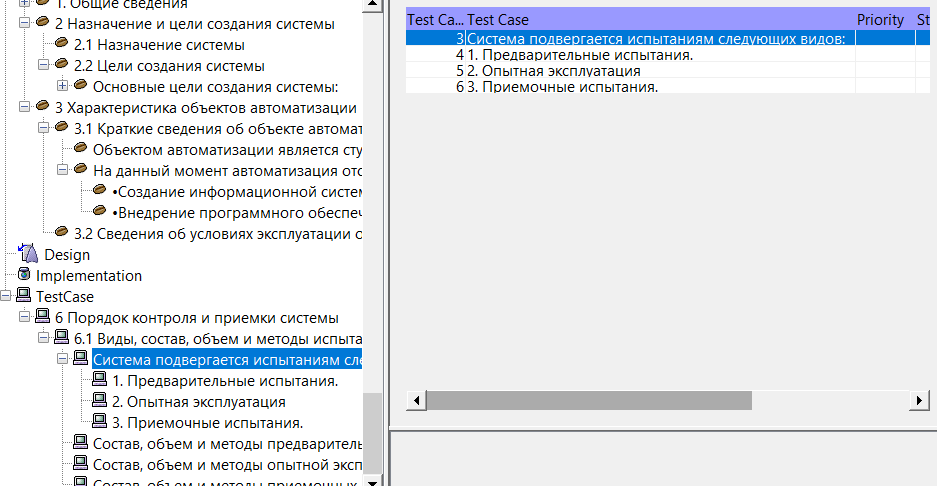 1. Общие сведения
2 Назначение и цели создания системы
2.1 Назначение системы
2.2 Цели создания системы
Основные цели создания системы:
3 Характеристика объектов автоматизации
3.1 Краткие сведения об объекте автомат
Объектом автоматизации является сту
На данный момент автоматизация отс
•Создание информационной систем
•Внедрение программного обеспеч
3.2 Сведения об условиях эксплуатации о
Design
Implementation
TestCase
6 Порядок контроля и приемки системы
6.1 Виды, состав, объем и методы испыта
Система подвергается испытаниям сле
1. Предварительные испытания.
2. Опытная эксплуатация
3. Приемочные испытания.
Состав, объем и методы предваритель
Состав, объем и методы опытной эксп
Состав, объем и методы приемочных
Test Ca... Test Case Priority St
3 Система подвергается испытаниям следующих видов:
4 1. Предварительные испытания.
5 2. Опытная эксплуатация
6 3. Приемочные испытания.